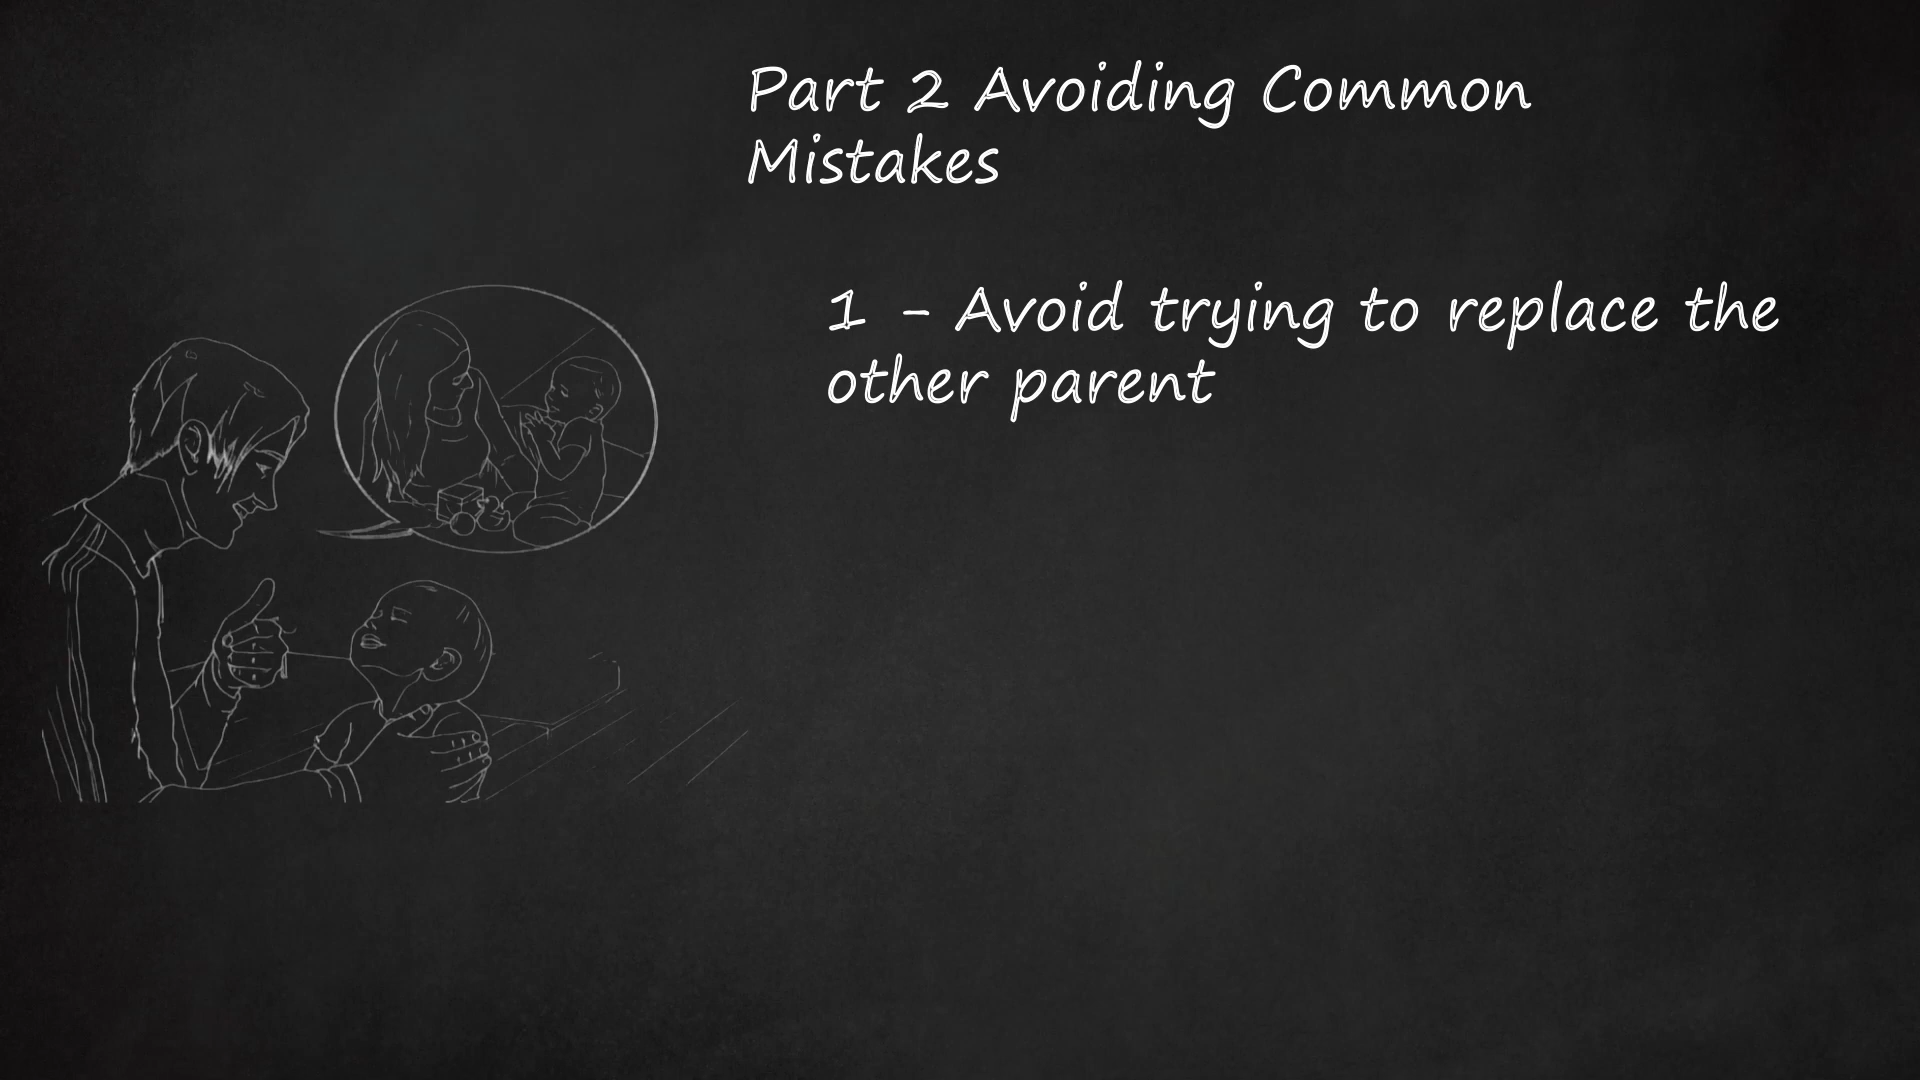 Part 2 Avoiding Common
Mistakes
1 - Avoid trying to replace the
other parent